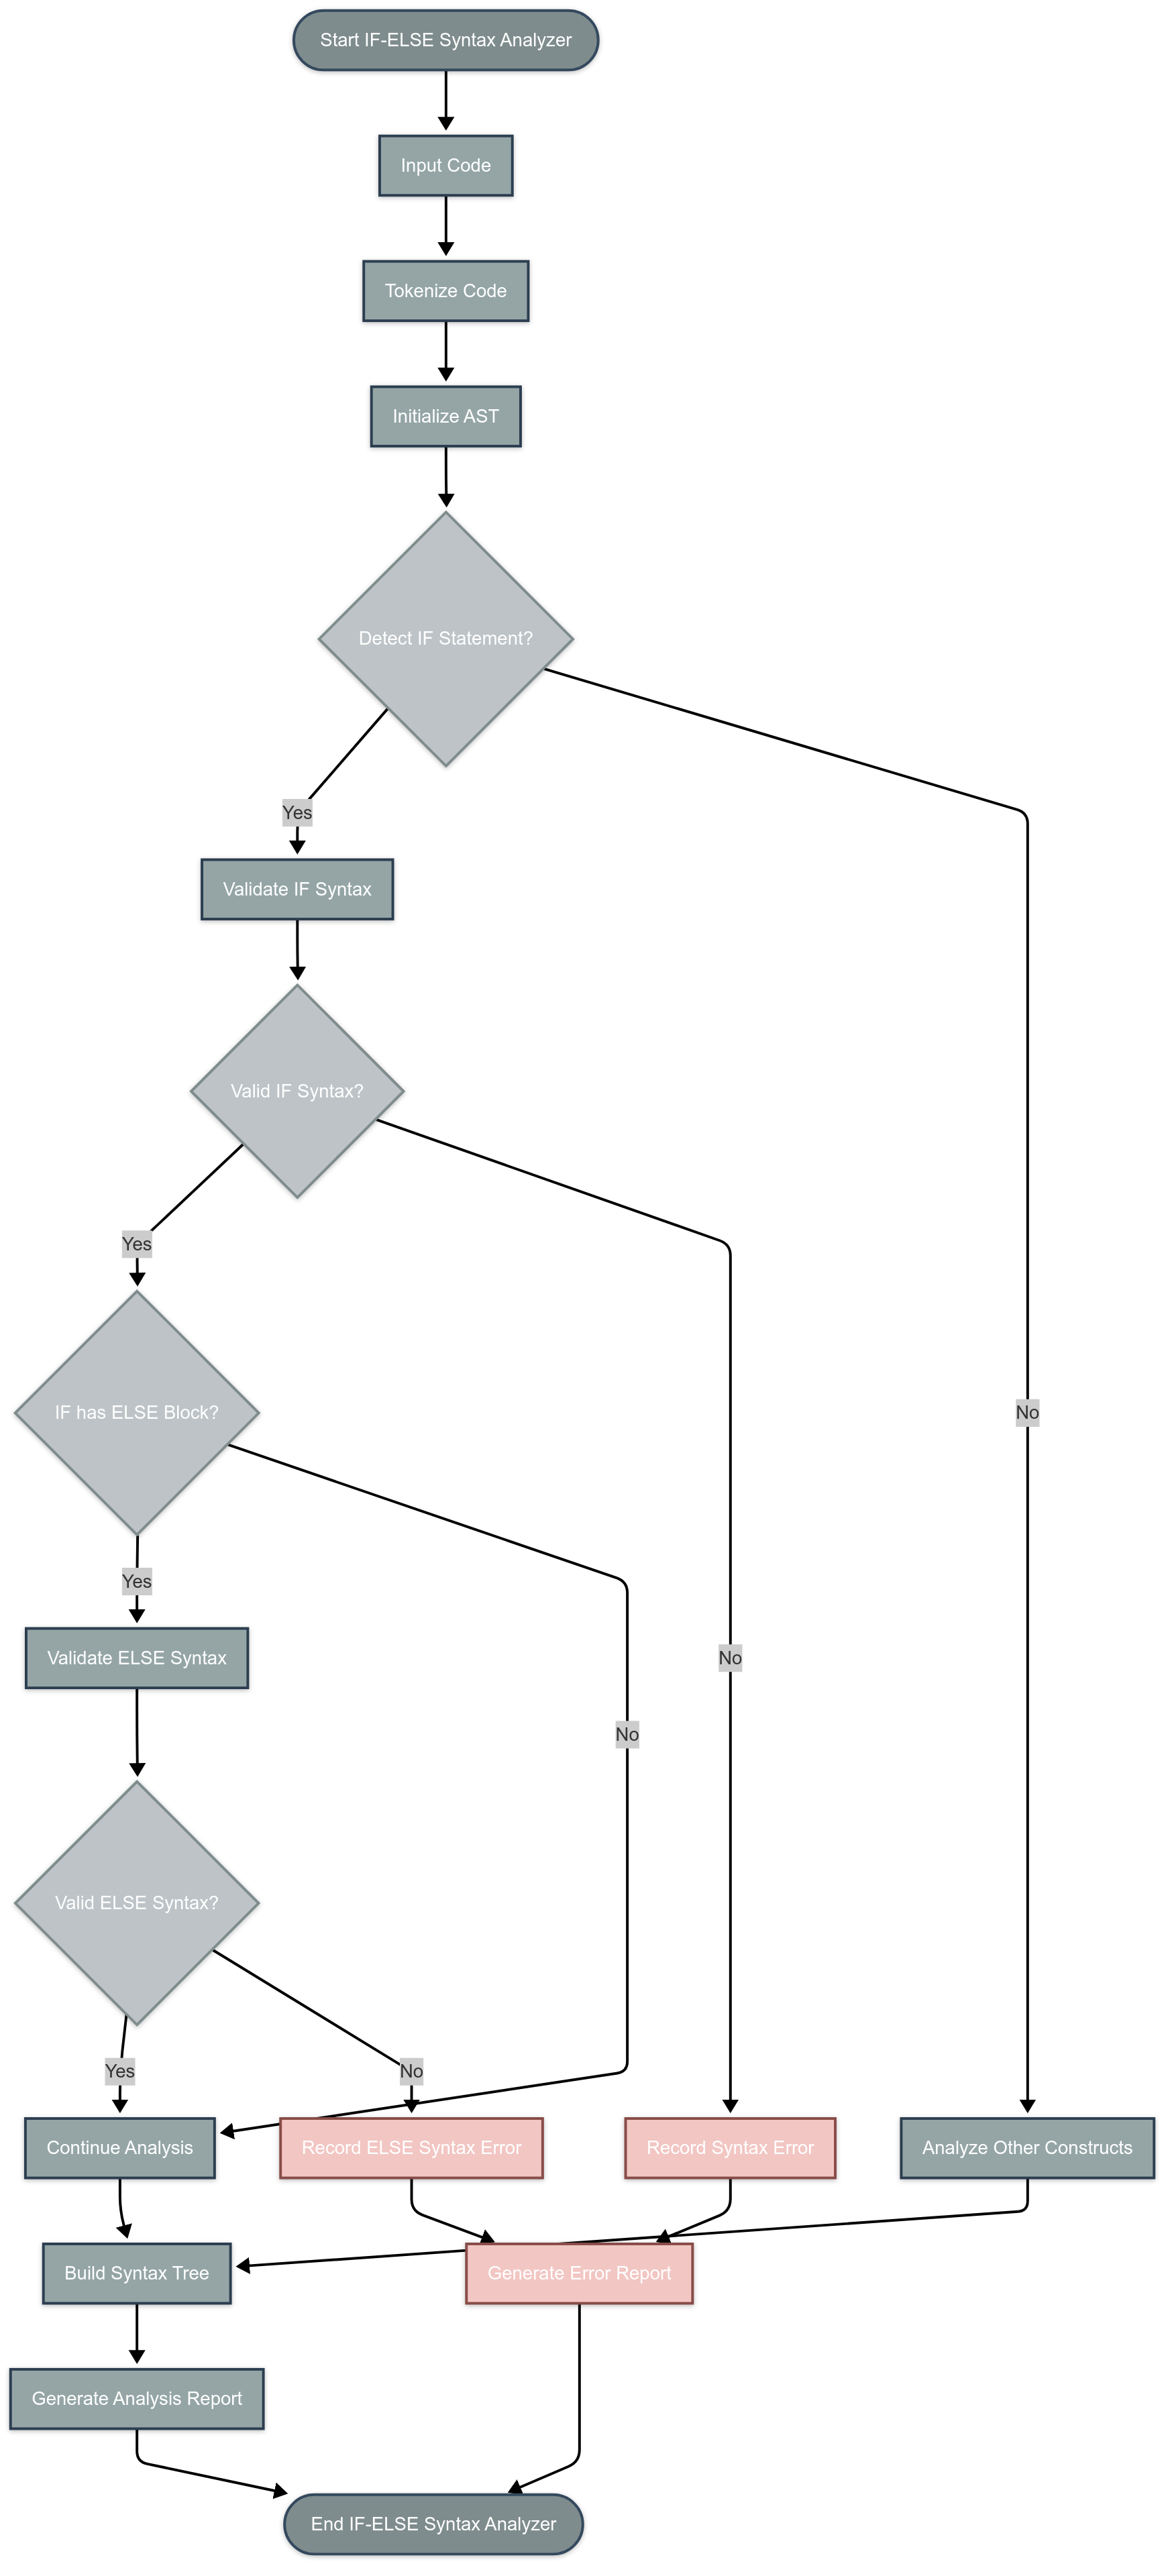 Start IF-ELSE Syntax Analyzer
Input Code
Tokenize Code
Initialize AST
Detect IF Statement?
Yes
Validate IF Syntax
Valid IF Syntax?
Yes
IF has ELSE Block?
No
Yes
Validate ELSE Syntax
No
No
Valid ELSE Syntax?
Yes
No
Continue Analysis
Record ELSE Syntax Error
Record Syntax Error
Analyze Other Constructs
Build Syntax Tree
Generate Error Report
Generate Analysis Report
End IF-ELSE Syntax Analyzer